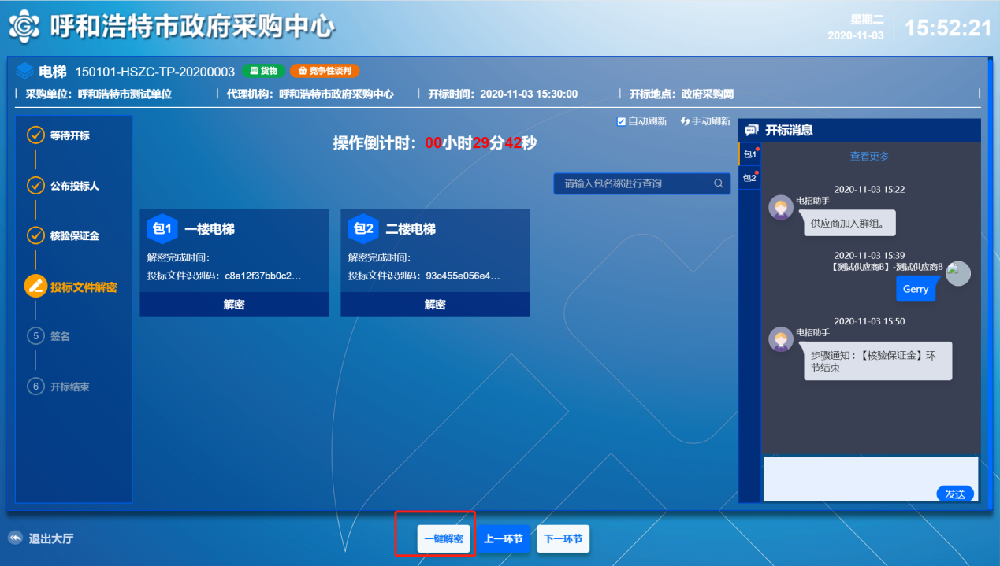 呼和浩特市政府采购中心
星期二
2020-11-03
15:52:21
电梯 150101-HSZC-TP-20200003 货物 竞争性谈判
采购单位：呼和浩特市测试单位 代理机构：呼和浩特市政府采购中心 开标时间：2020-11-03 15:30:00 开标地点：政府采购网
等待开标
公布投标人
核验保证金
投标文件解密
5 签名
6 开标结束
自动刷新 手动刷新
操作倒计时：00小时29分42秒
请输入包名称进行查询
包1 一楼电梯
解密完成时间：
投标文件识别码：c8a12f37bb0c2...
解密
包2 二楼电梯
解密完成时间：
投标文件识别码：93c455e056e4...
解密
开标消息
包1
包2
查看更多
2020-11-03 15:22
电招助手
供应商加入群组。
2020-11-03 15:39
【测试供应商B】-测试供应商B
Gerry
2020-11-03 15:50
电招助手
步骤通知：【核验保证金】环
节结束
发送
退出大厅
一键解密 上一环节 下一环节